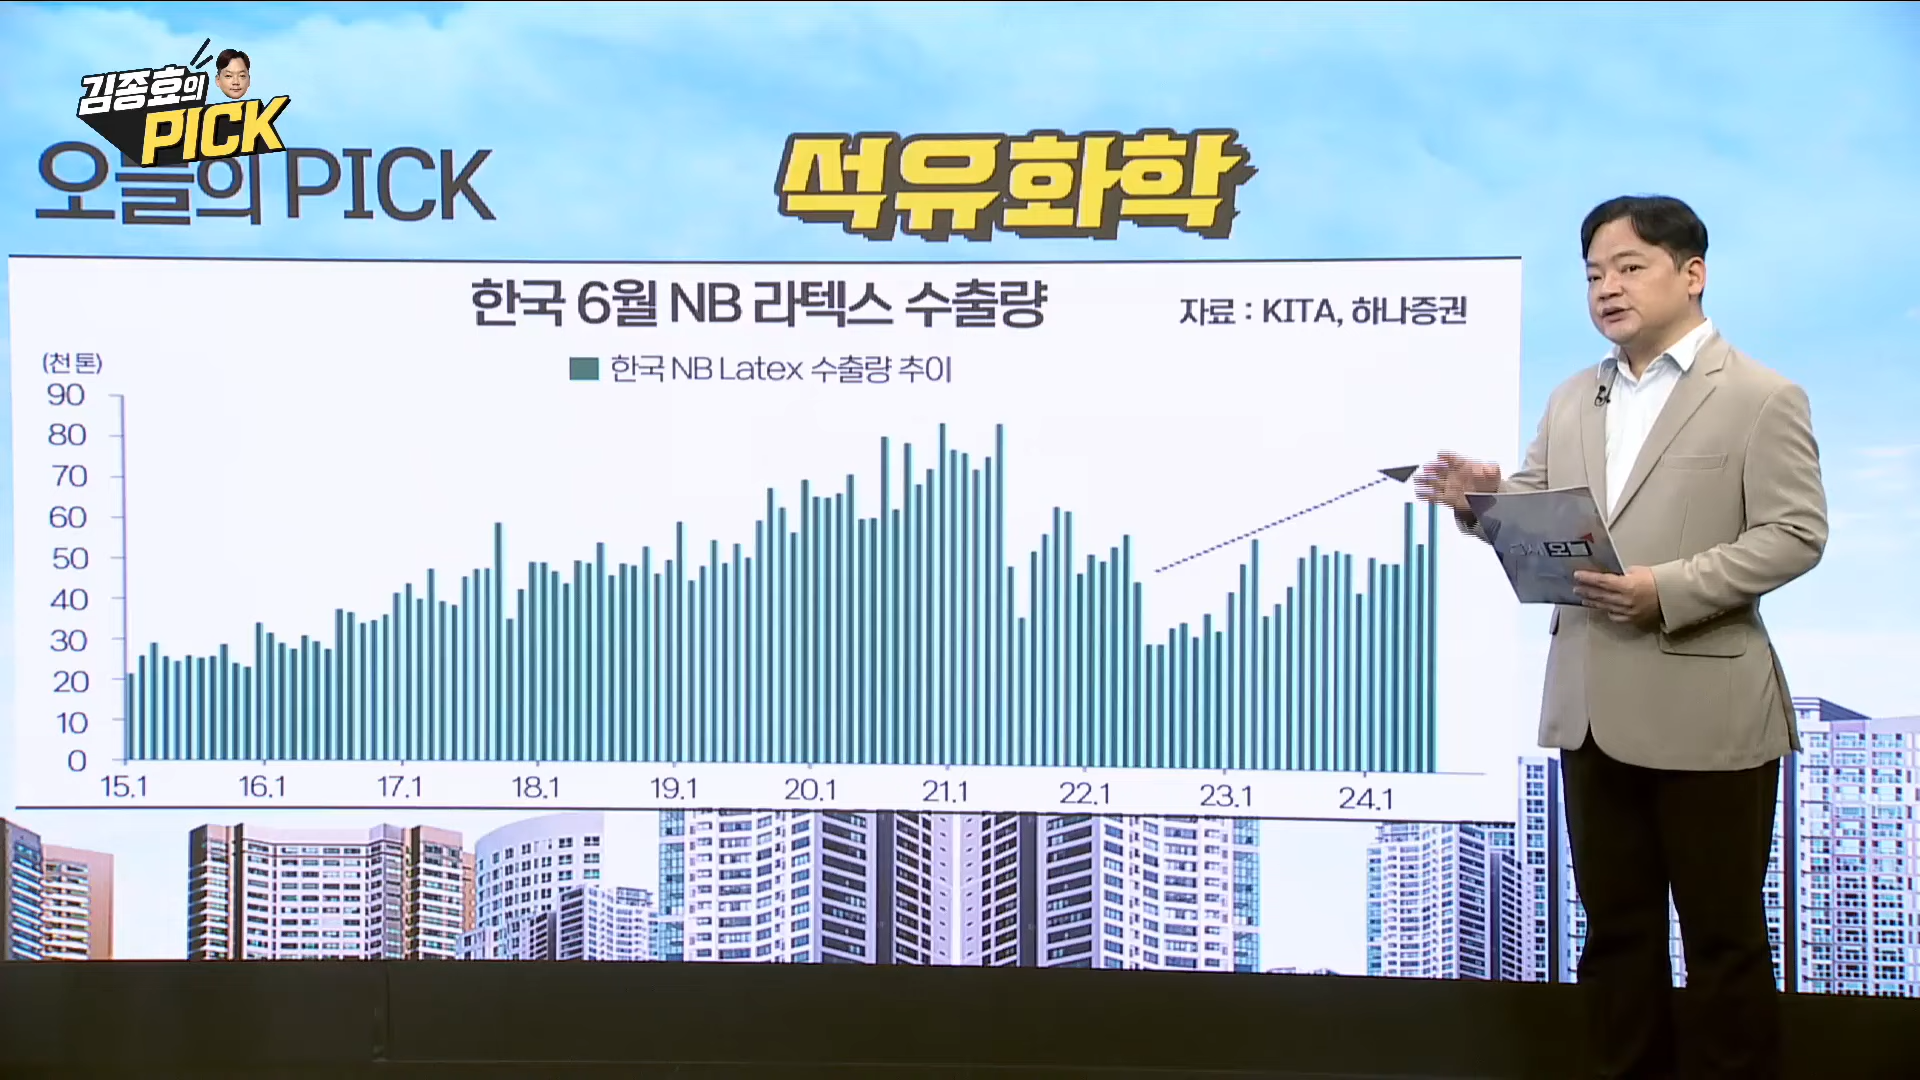 김종효의
PICK
오늘의 PICK
석유화학
한국 6월 NB 라텍스 수출량
자료 : KITA, 하나증권
(천 톤)
한국 NB Latex 수출량 추이
90
80
70
60
50
40
30
20
10
0
15.1 16.1 17.1 18.1 19.1 20.1 21.1 22.1 23.1 24.1
오늘